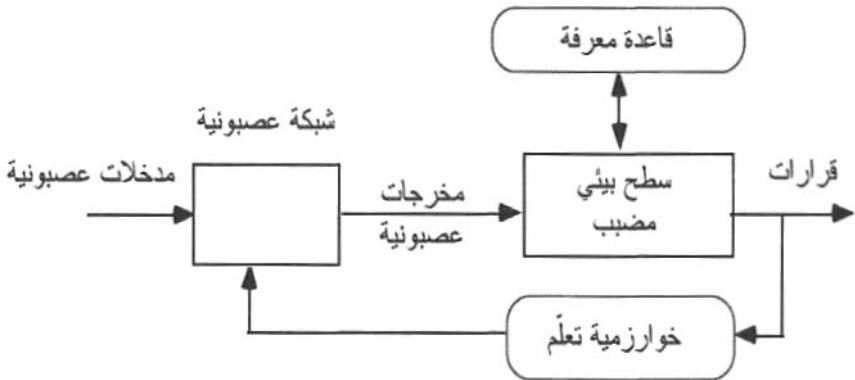 قاعدة معرفة
شبكة عصبونية
مدخلات عصبونية
مخرجات
عصبونية
سطح بيئي
مضبب
قرارات
خوارزمية تعلّم